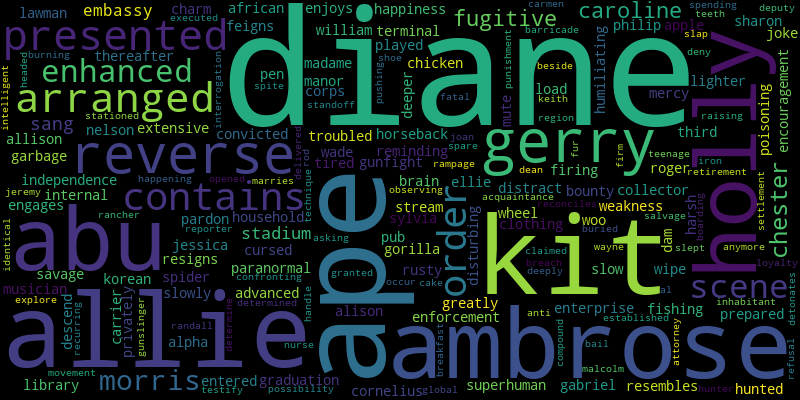 lawman embassy charm african enjoys happiness fugitive caroline apple joke
executed feigns william terminal philip sharon carmen spending teeth deputy
presented diane madame played chicken barricade slap
burning pushing shoe deny
enhanced pen manor deeper load humiliating lighter holly
intelligent headed interrogation spite corps punishment beside mercy poisoning encouragement
arranged standoff mute fatal keith region raising
stationed sang nelson extensive convicted troubled horseback gerry third
allison wade reminding joan spare dean fur firm teenage iron
garbage reverse delivered tired gunfight rampage firing roger retirement
independence happening opened marries rod brain ellie distract bounty collector
jeremy internal contains technique observing acquaintance weakness harsh boarding settlement chester
engages rancher pardon household ape stream order wheel reconciles salvage
identical abu reporter stadium sylvia disturbing clothing woo buried dam
jessica asking pub kit claimed wayne slept anymore
resigns cursed gorilla breach loyalty
savage korean spider paranormal confronting granted rusty deeply slow wipe scene
musician carrier slowly advanced occur cake greatly inhabitant
explore descend privately gunslinger determined handle alison enterprise fishing prepared detonates
recurring allie randall determine enforcement anti established
alpha ambrose attorney
nurse breakfast compound bail refusal
movement morris entered graduation cornelius superhuman gabriel malcolm resembles hunter hunted
library testify possibility global
thereafter